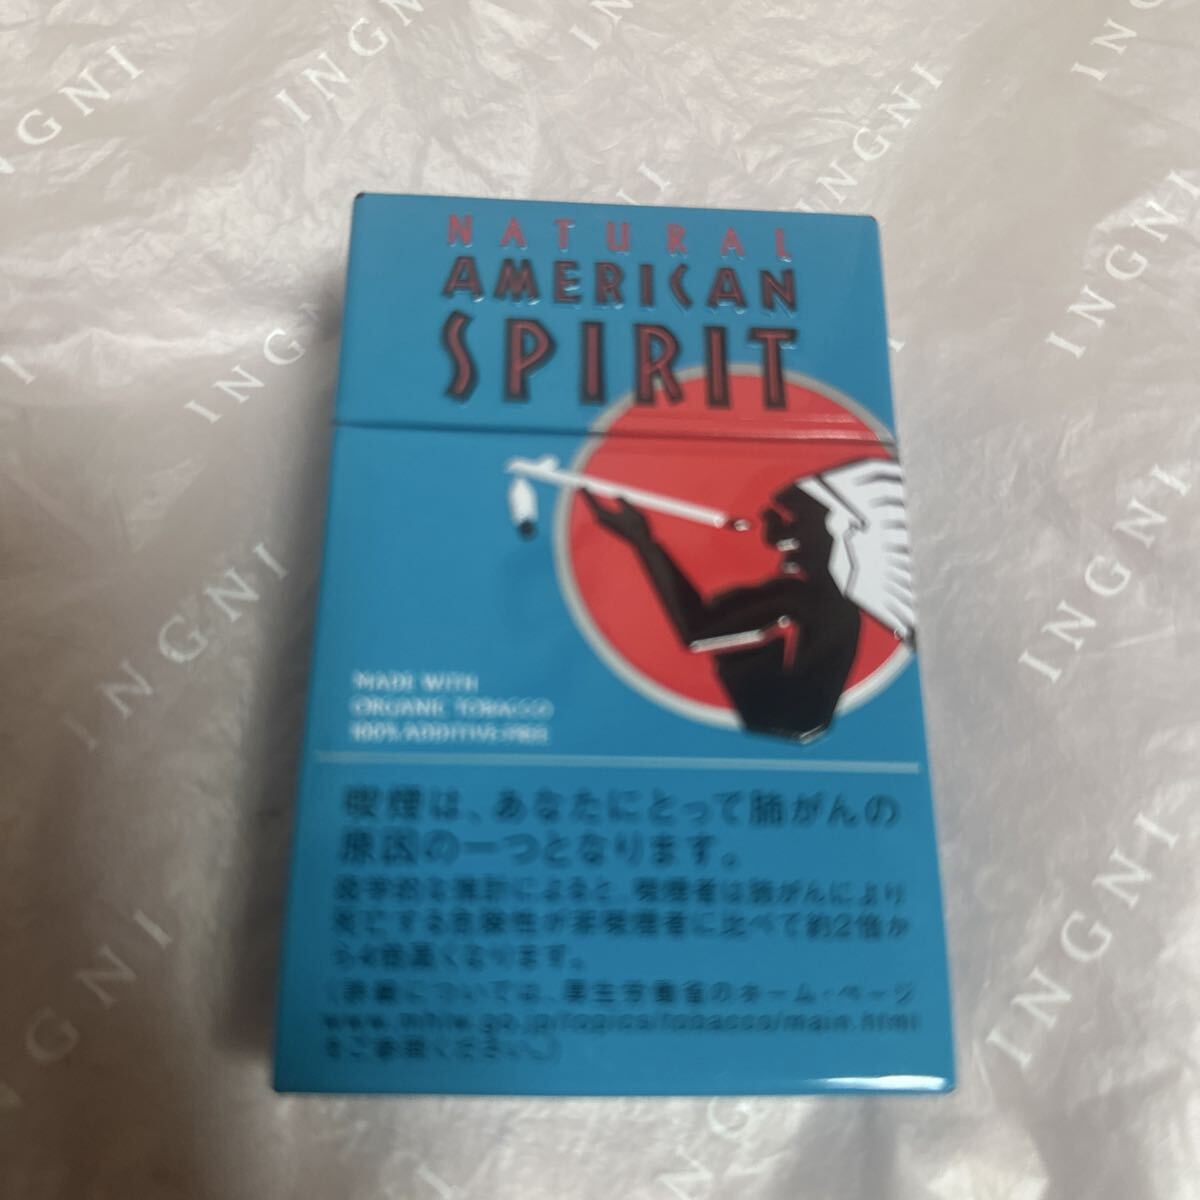 NATURAL
AMERICAN
SPIRIT
MADE WITH
ORGANIC TOBACCO
100% ADDITIVE-FREE
喫煙は、あなたにとって肺がんの
原因の一つとなります。
疫学的な推計によると、喫煙者は肺がんにより
死亡する危険性が非喫煙者に比べて約2倍か
ら4倍高くなります。
(詳細については、厚生労働省のホーム・ページ
www.mhlw.go.jp/topics/tobacco/main.html
をご参照ください。)
INGNI
INGNI
INGNI
INGNI
INGNI
INGNI
INGNI
INGNI
INGNI
INGNI